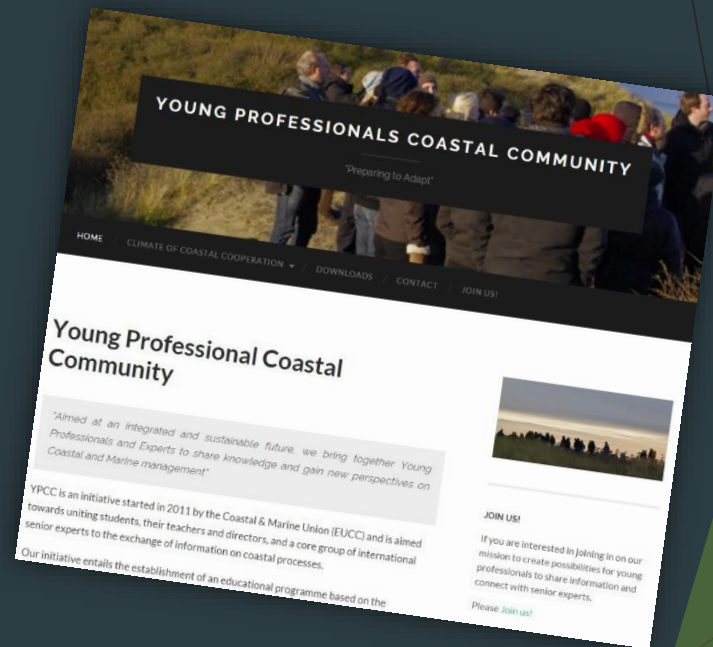 YOUNG PROFESSIONALS COASTAL COMMUNITY
"Preparing to Adapt"
HOME / CLIMATE OF COASTAL COOPERATION / DOWNLOADS / CONTACT / JOIN US!
Young Professional Coastal
Community
"Aimed at an integrated and sustainable future, we bring together Young
Professionals and Experts to share knowledge and gain new perspectives on
Coastal and Marine management"
YPCC is an initiative started in 2011 by the Coastal & Marine Union (EUCC) and is aimed
towards uniting students, their teachers and directors, and a core group of international
senior experts to the exchange of information on coastal processes.
Our initiative entails the establishment of an educational programme based on the
JOIN US!
If you are interested in joining in on our
mission to create possibilities for young
professionals to share information and
connect with senior experts.
Please Join us!